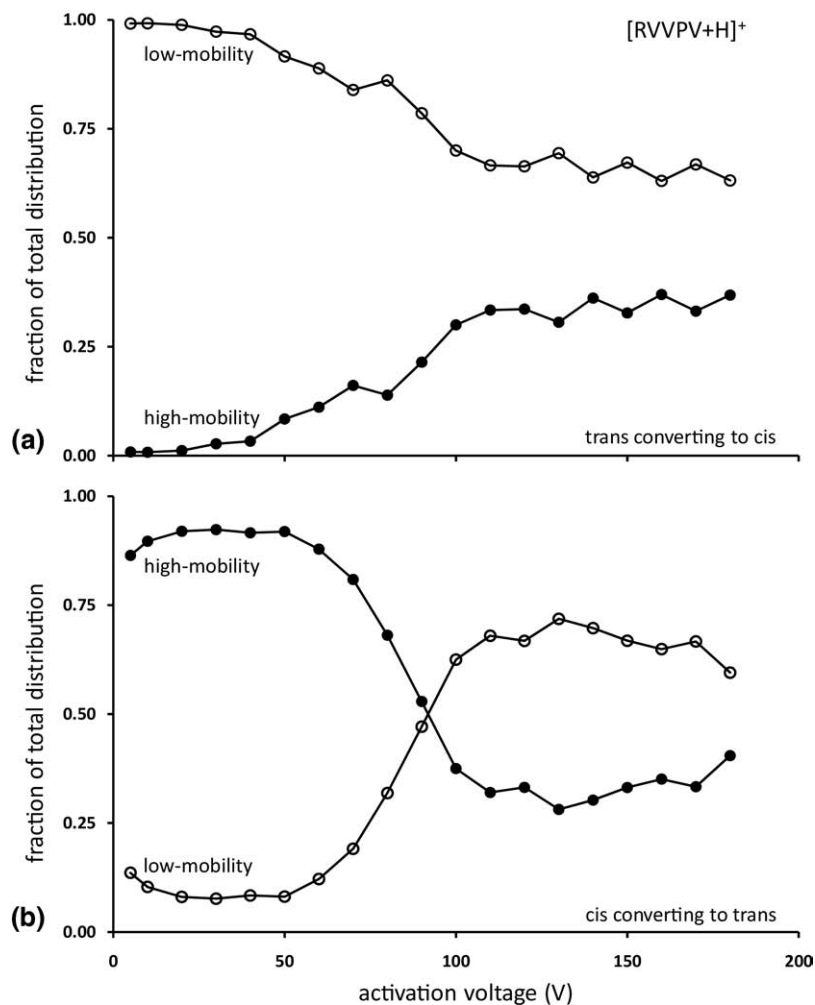 1.00
[RVVPV+H]+
low-mobility
0.75
fraction of total distribution
0.50
0.25
high-mobility
(a)
trans converting to cis
0.00
1.00
high-mobility
0.75
fraction of total distribution
0.50
0.25
low-mobility
(b)
cis converting to trans
0.00
0 50 100 150 200
activation voltage (V)